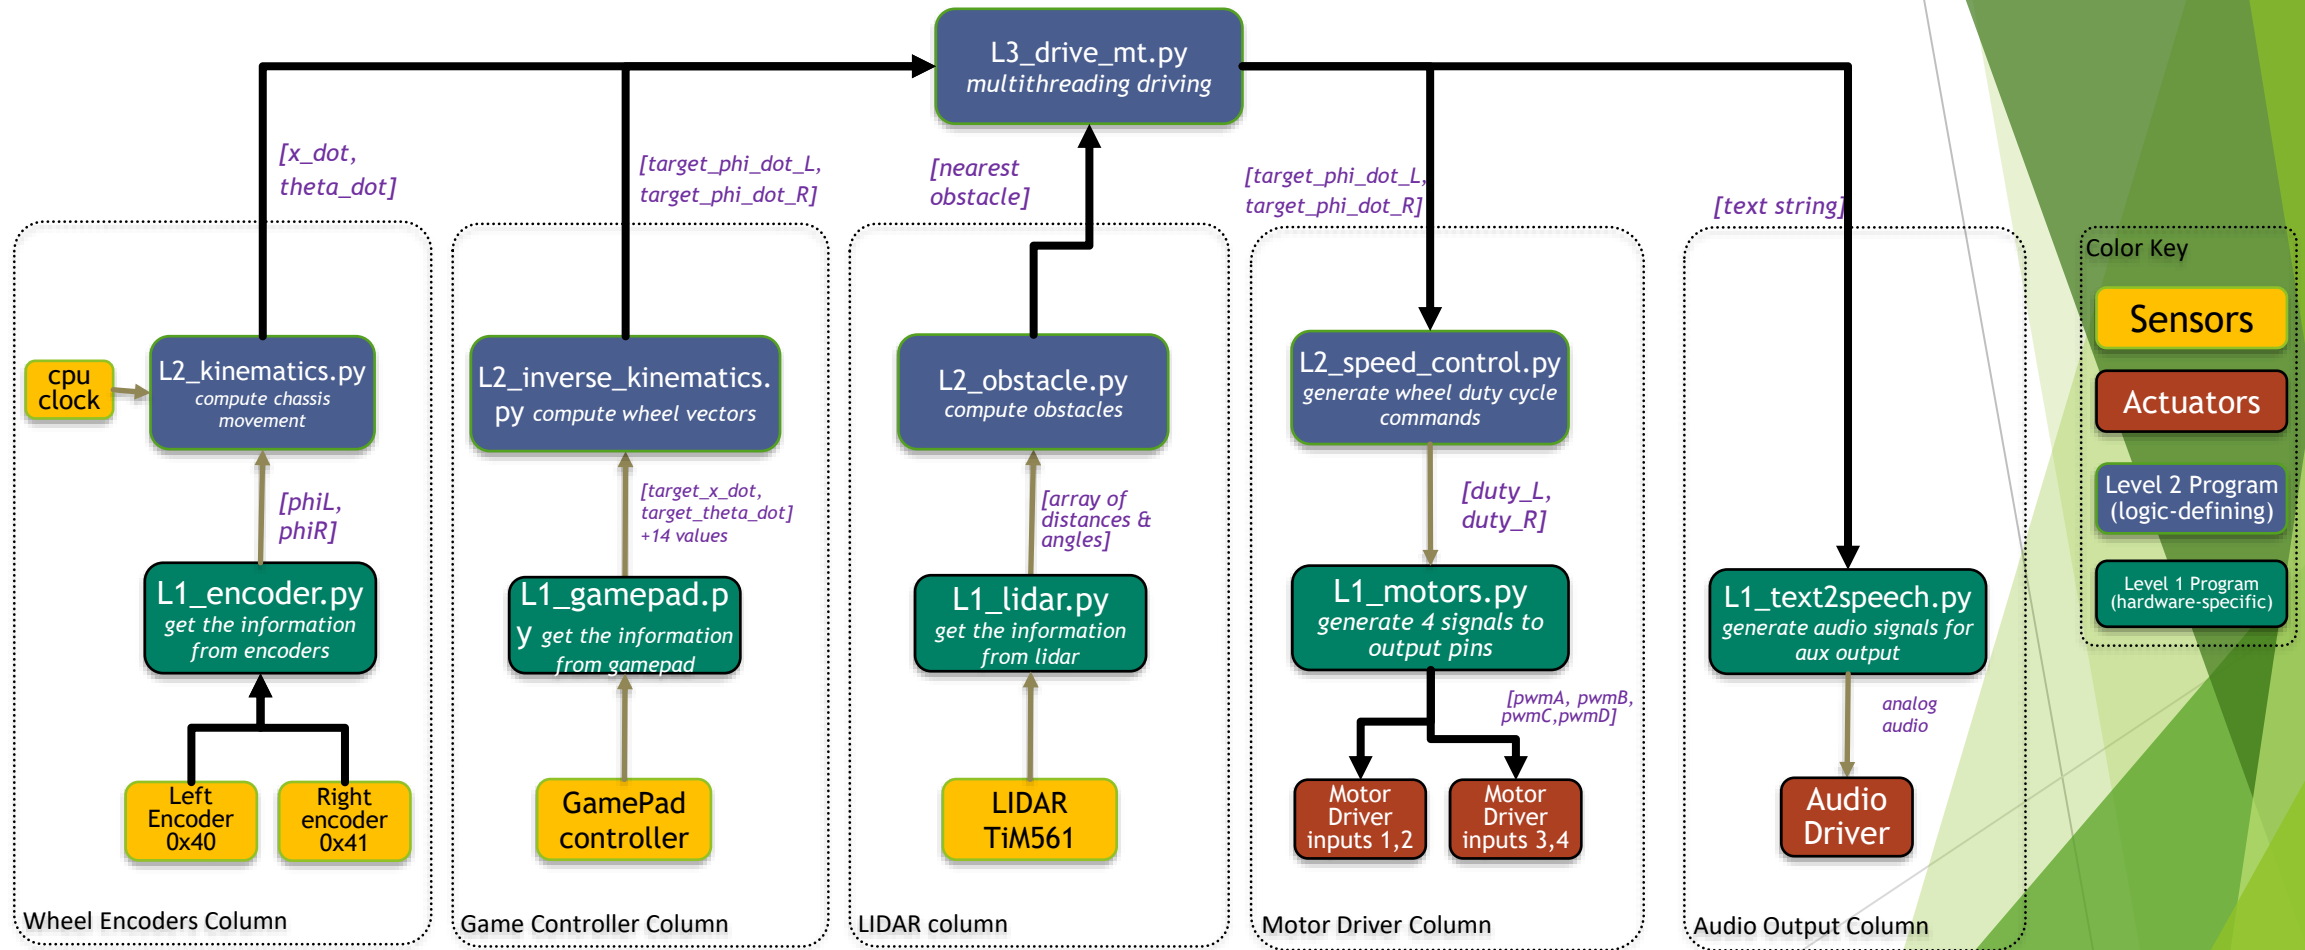 L3_drive_mt.py
multithreading driving
[x_dot,
theta_dot]
[target_phi_dot_L,
target_phi_dot_R]
[nearest
obstacle]
[target_phi_dot_L,
target_phi_dot_R]
[text string]
cpu
clock
L2_kinematics.py
compute chassis
movement
[phiL,
phiR]
L1_encoder.py
get the information
from encoders
Left
Encoder
0x40
Right
encoder
0x41
Wheel Encoders Column
L2_inverse_kinematics.
py compute wheel vectors
[target_x_dot,
target_theta_dot]
+14 values
L1_gamepad.p
y get the information
from gamepad
GamePad
controller
Game Controller Column
L2_obstacle.py
compute obstacles
[array of
distances &
angles]
L1_lidar.py
get the information
from lidar
LIDAR
TiM561
LIDAR column
L2_speed_control.py
generate wheel duty cycle
commands
[duty_L,
duty_R]
L1_motors.py
generate 4 signals to
output pins
[pwmA, pwmB,
pwmC,pwmD]
Motor
Driver
inputs 1,2
Motor
Driver
inputs 3,4
Motor Driver Column
L1_text2speech.py
generate audio signals for
aux output
analog
audio
Audio
Driver
Audio Output Column
Color Key
Sensors
Actuators
Level 2 Program
(logic-defining)
Level 1 Program
(hardware-specific)